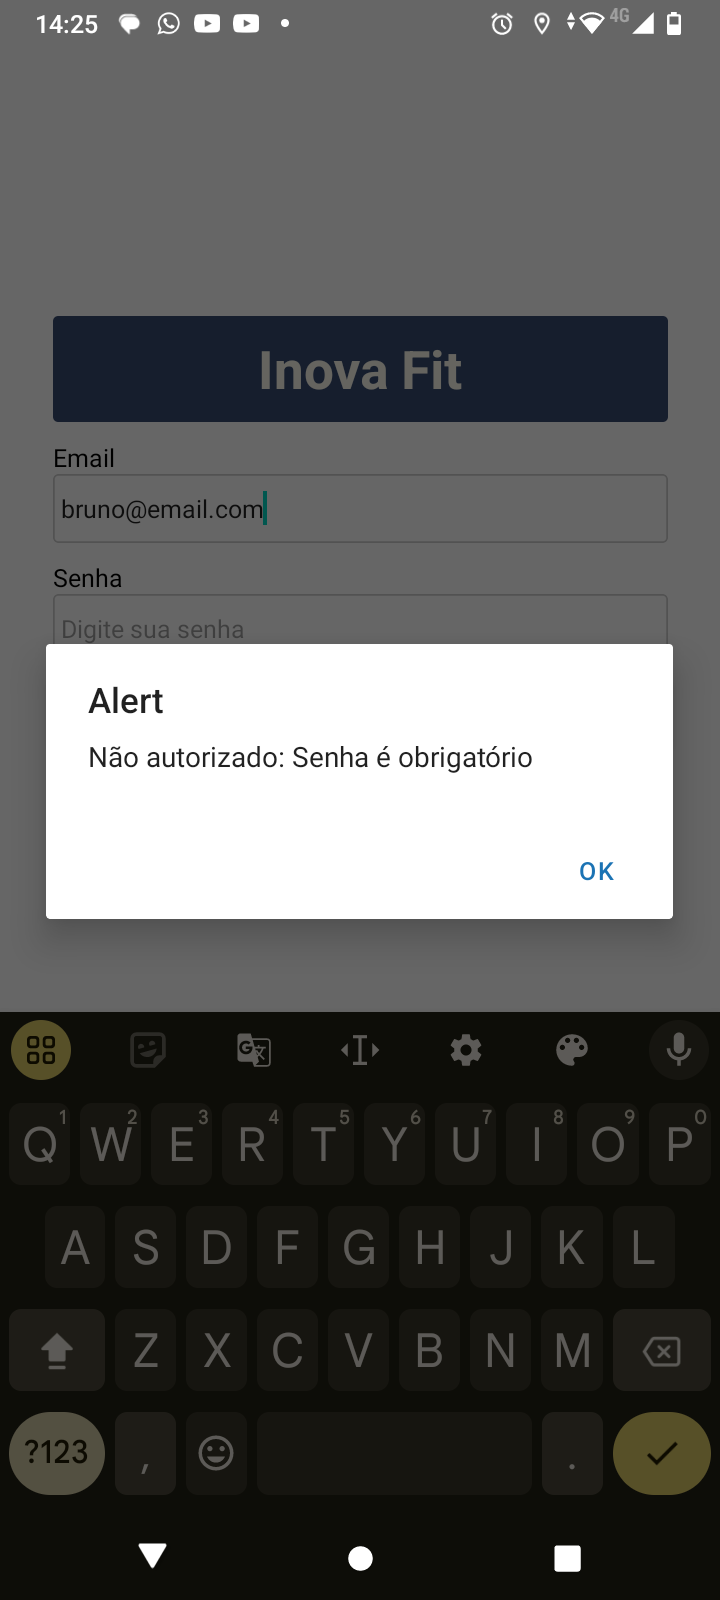 14:25 4G
Inova Fit
Email
bruno@email.com
Senha
Digite sua senha
Alert
Não autorizado: Senha é obrigatório
OK
G 文
1 2 3 4 5 6 7 8 9 0
Q W E R T Y U I O P
A S D F G H J K L
Z X C V B N M
?123 , .